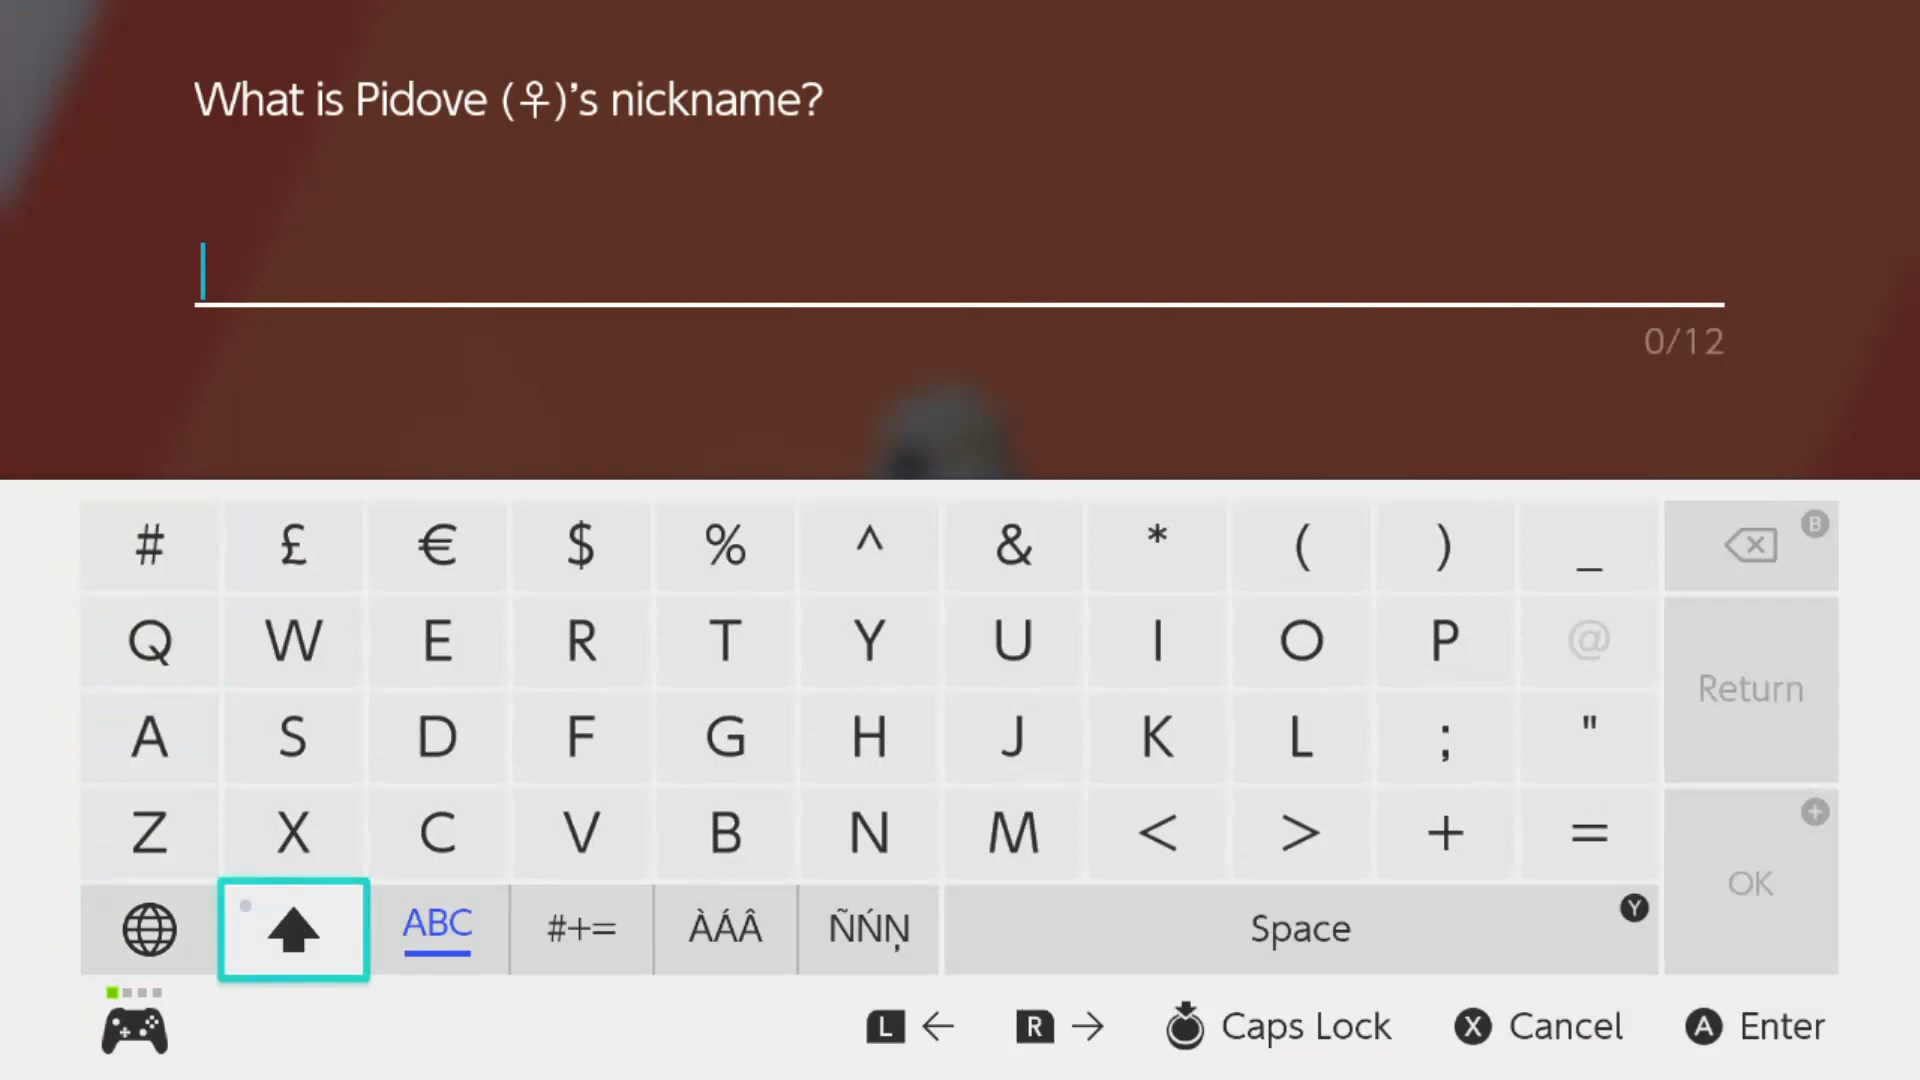 What is Pidove (♀)’s nickname?
0/12
# £ € $ % ^ & * ( ) _ B
Q W E R T Y U I O P @
Return
A S D F G H J K L ; "
Z X C V B N M < > + = +
OK
ABC #+= ÀÁÂ ÑŃŅ Space Y
L ← R → Caps Lock X Cancel A Enter